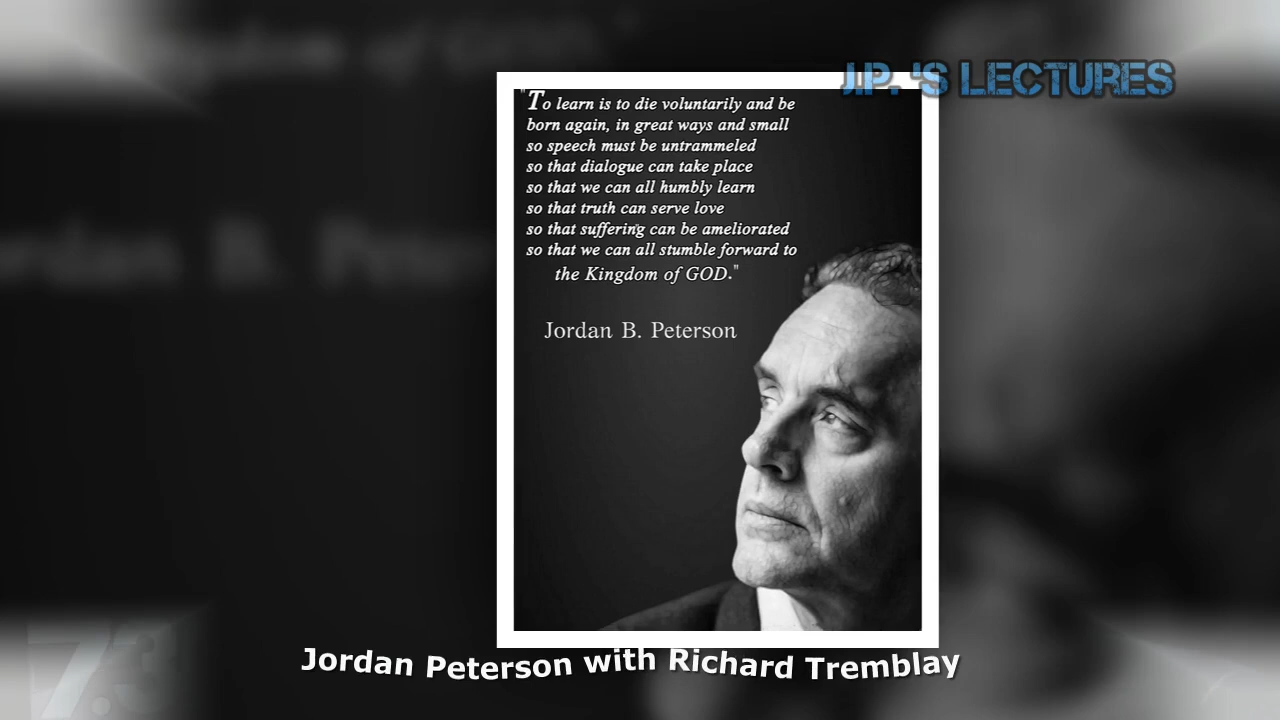 J.P. 'S LECTURES
"To learn is to die voluntarily and be
born again, in great ways and small
so speech must be untrammeled
so that dialogue can take place
so that we can all humbly learn
so that truth can serve love
so that suffering can be ameliorated
so that we can all stumble forward to
the Kingdom of GOD."
Jordan B. Peterson
Jordan Peterson with Richard Tremblay